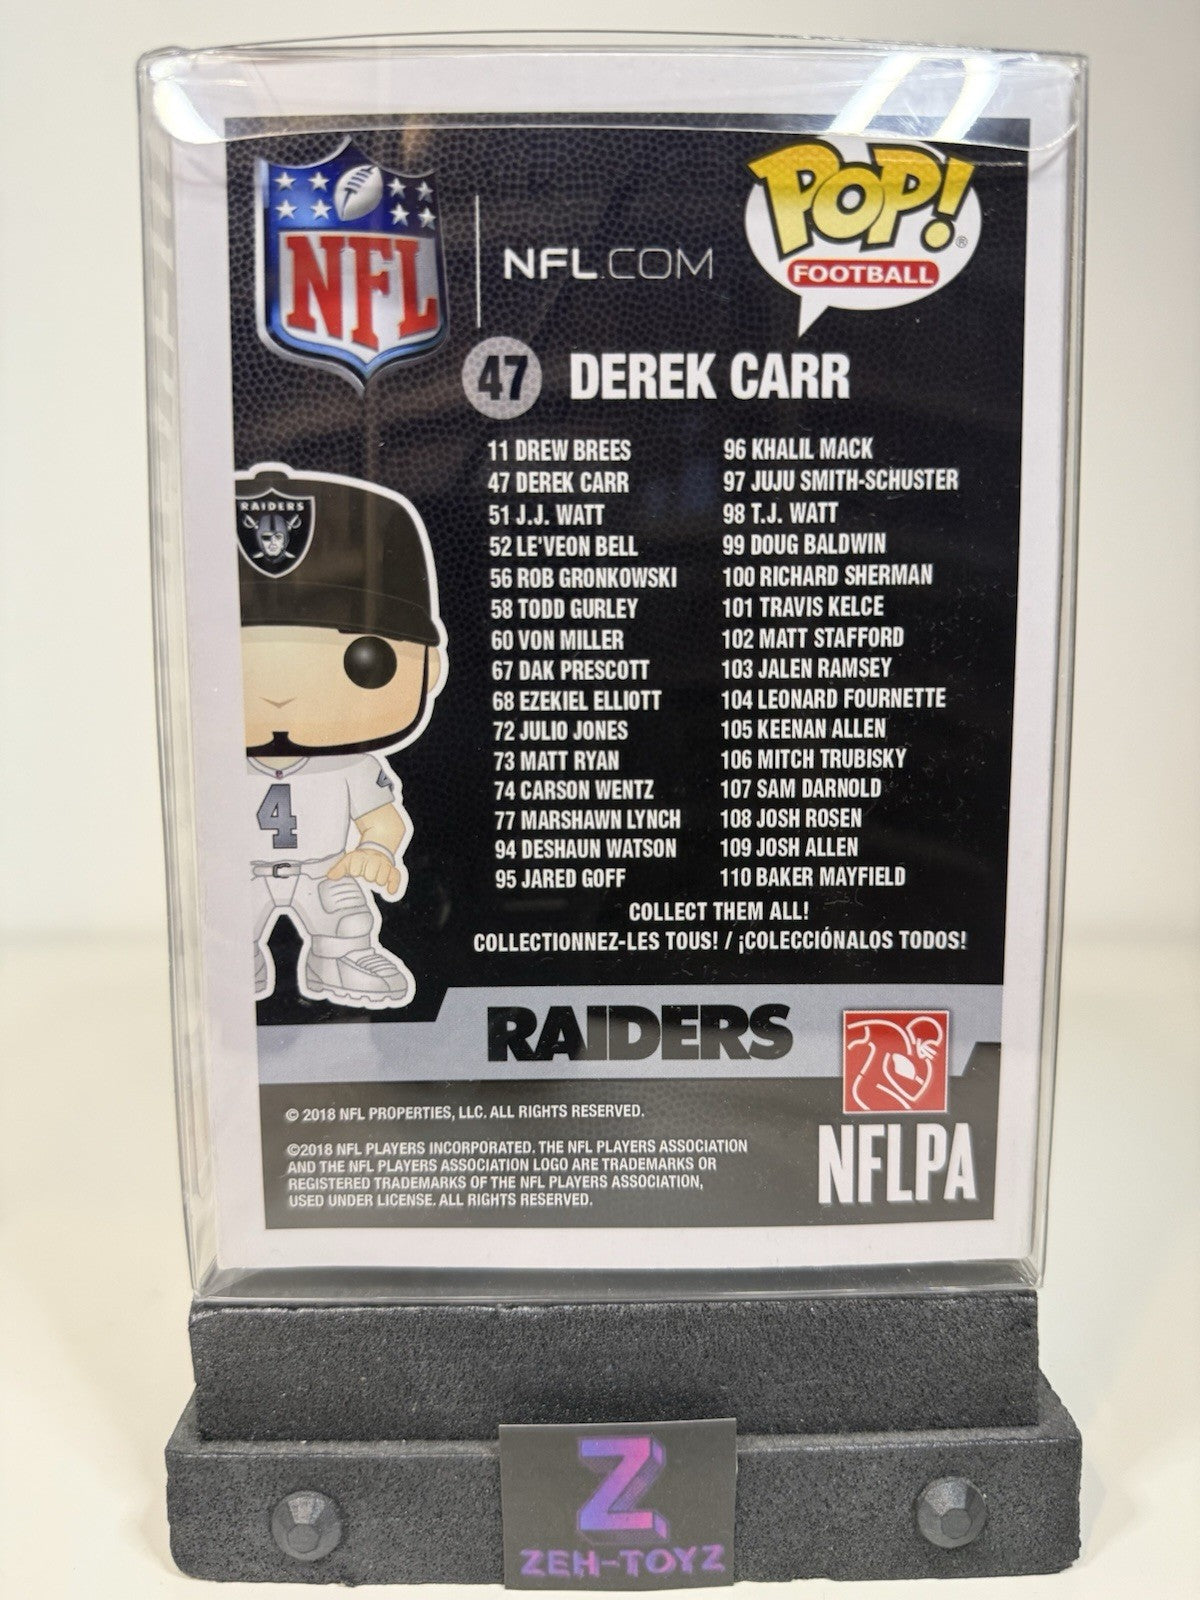 NFL
NFL.COM
POP!®
FOOTBALL
47 DEREK CARR
11 DREW BREES
47 DEREK CARR
51 J.J. WATT
52 LE'VEON BELL
56 ROB GRONKOWSKI
58 TODD GURLEY
60 VON MILLER
67 DAK PRESCOTT
68 EZEKIEL ELLIOTT
72 JULIO JONES
73 MATT RYAN
74 CARSON WENTZ
77 MARSHAWN LYNCH
94 DESHAUN WATSON
95 JARED GOFF
96 KHALIL MACK
97 JUJU SMITH-SCHUSTER
98 T.J. WATT
99 DOUG BALDWIN
100 RICHARD SHERMAN
101 TRAVIS KELCE
102 MATT STAFFORD
103 JALEN RAMSEY
104 LEONARD FOURNETTE
105 KEENAN ALLEN
106 MITCH TRUBISKY
107 SAM DARNOLD
108 JOSH ROSEN
109 JOSH ALLEN
110 BAKER MAYFIELD
COLLECT THEM ALL!
COLLECTIONNEZ-LES TOUS! / ¡COLECCIÓNALOS TODOS!
RAIDERS
4
4
RAIDERS
© 2018 NFL PROPERTIES, LLC. ALL RIGHTS RESERVED.
©2018 NFL PLAYERS INCORPORATED. THE NFL PLAYERS ASSOCIATION
AND THE NFL PLAYERS ASSOCIATION LOGO ARE TRADEMARKS OR
REGISTERED TRADEMARKS OF THE NFL PLAYERS ASSOCIATION,
USED UNDER LICENSE. ALL RIGHTS RESERVED.
NFLPA
Z
ZEH-TOYZ